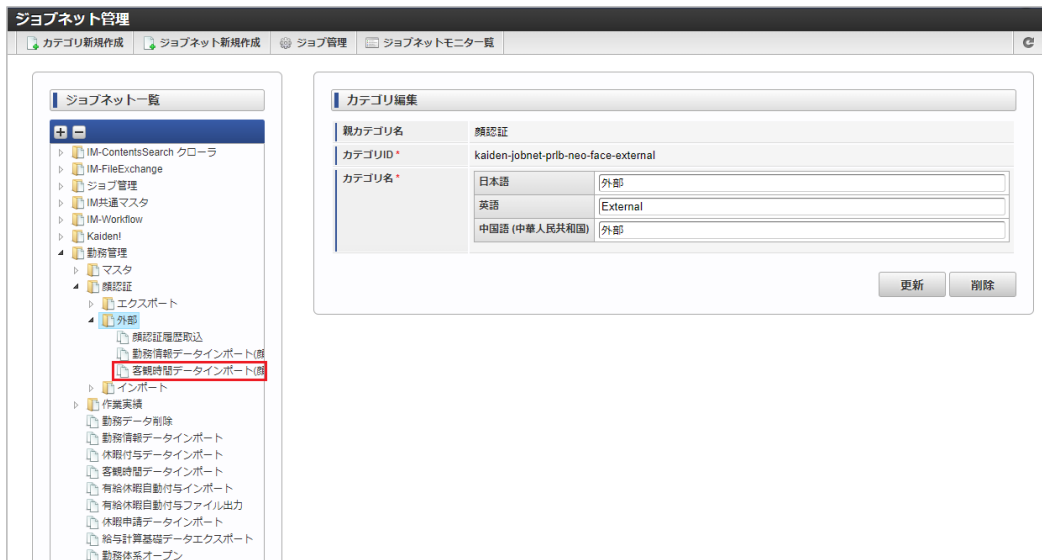 ジョブネット管理
カテゴリ新規作成 ジョブネット新規作成 ジョブ管理 ジョブネットモニタ一覧
ジョブネット一覧
IM-ContentsSearch クローラ
IM-FileExchange
ジョブ管理
IM共通マスタ
IM-Workflow
Kaiden!
勤務管理
マスタ
顔認証
エクスポート
外部
顔認証履歴取込
勤務情報データインポート(顔
客観時間データインポート(顔
インポート
作業実績
勤務データ削除
勤務情報データインポート
休暇付与データインポート
客観時間データインポート
有給休暇自動付与インポート
有給休暇自動付与ファイル出力
休暇申請データインポート
給与計算基礎データエクスポート
勤務体系オープン
カテゴリ編集
親カテゴリ名 顔認証
カテゴリID * kaiden-jobnet-prlb-neo-face-external
カテゴリ名 * 日本語 外部
英語 External
中国語 (中華人民共和国) 外部
更新 削除